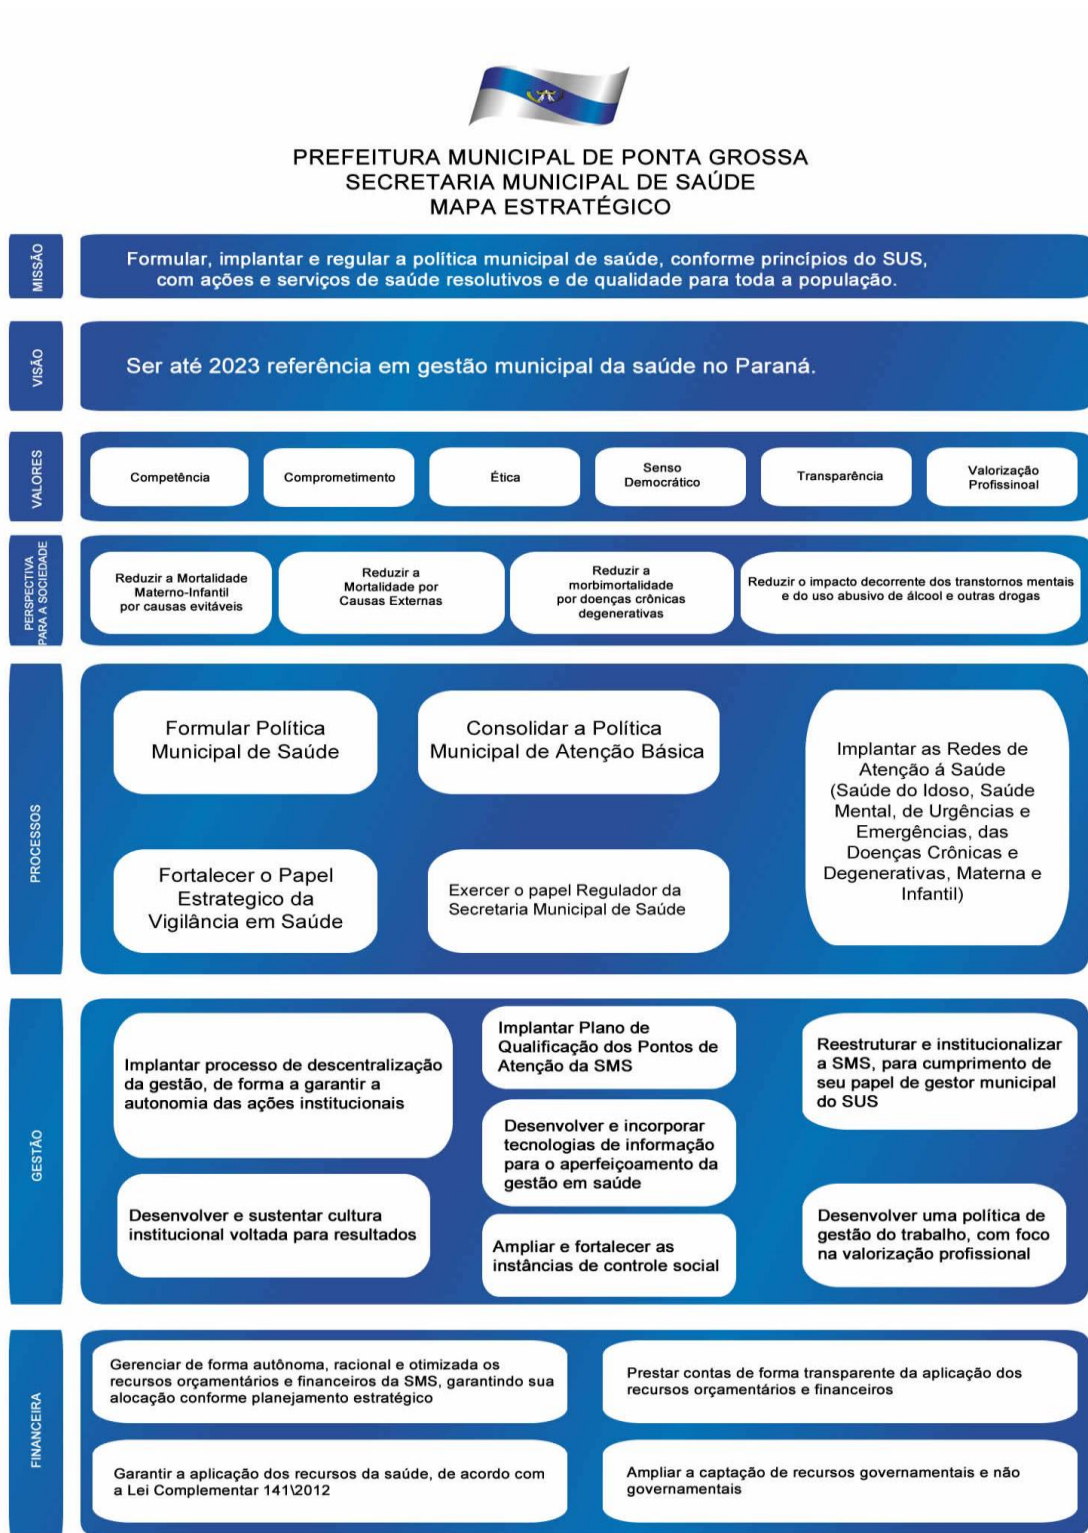 PREFEITURA MUNICIPAL DE PONTA GROSSA
SECRETARIA MUNICIPAL DE SAÚDE
MAPA ESTRATÉGICO
MISSÃO
Formular, implantar e regular a política municipal de saúde, conforme princípios do SUS,
com ações e serviços de saúde resolutivos e de qualidade para toda a população.
VISÃO
Ser até 2023 referência em gestão municipal da saúde no Paraná.
VALORES
Competência
Comprometimento
Ética
Senso
Democrático
Transparência
Valorização
Profissinoal
PERSPECTIVA
PARA A SOCIEDADE
Reduzir a Mortalidade
Materno-Infantil
por causas evitáveis
Reduzir a
Mortalidade por
Causas Externas
Reduzir a
morbimortalidade
por doenças crônicas
degenerativas
Reduzir o impacto decorrente dos transtornos mentais
e do uso abusivo de álcool e outras drogas
PROCESSOS
Formular Política
Municipal de Saúde
Consolidar a Política
Municipal de Atenção Básica
Implantar as Redes de
Atenção á Saúde
(Saúde do Idoso, Saúde
Mental, de Urgências e
Emergências, das
Doenças Crônicas e
Degenerativas, Materna e
Infantil)
Fortalecer o Papel
Estrategico da
Vigilância em Saúde
Exercer o papel Regulador da
Secretaria Municipal de Saúde
GESTÃO
Implantar processo de descentralização
da gestão, de forma a garantir a
autonomia das ações institucionais
Implantar Plano de
Qualificação dos Pontos de
Atenção da SMS
Reestruturar e institucionalizar
a SMS, para cumprimento de
seu papel de gestor municipal
do SUS
Desenvolver e incorporar
tecnologias de informação
para o aperfeiçoamento da
gestão em saúde
Desenvolver e sustentar cultura
institucional voltada para resultados
Ampliar e fortalecer as
instâncias de controle social
Desenvolver uma política de
gestão do trabalho, com foco
na valorização profissional
FINANCEIRA
Gerenciar de forma autônoma, racional e otimizada os
recursos orçamentários e financeiros da SMS, garantindo sua
alocação conforme planejamento estratégico
Prestar contas de forma transparente da aplicação dos
recursos orçamentários e financeiros
Garantir a aplicação dos recursos da saúde, de acordo com
a Lei Complementar 141\2012
Ampliar a captação de recursos governamentais e não
governamentais